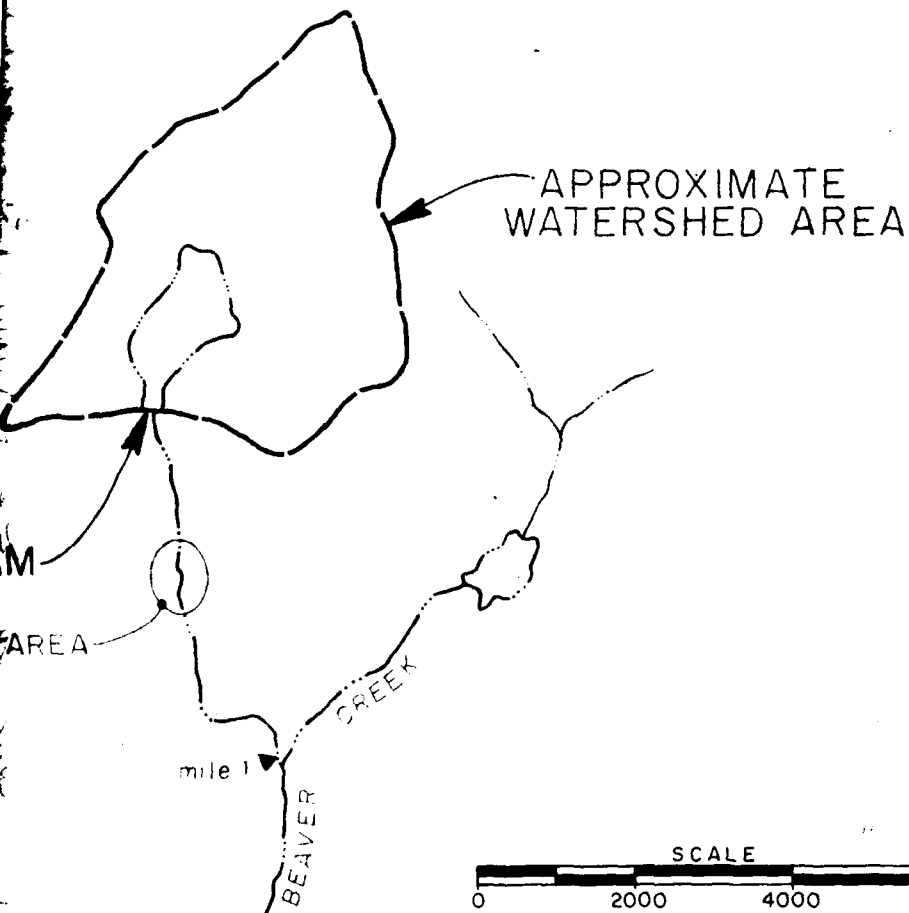 APPROXIMATE
WATERSHED AREA
M
AREA
CREEK
mile 1
BEAVER
SCALE
0 2000 4000